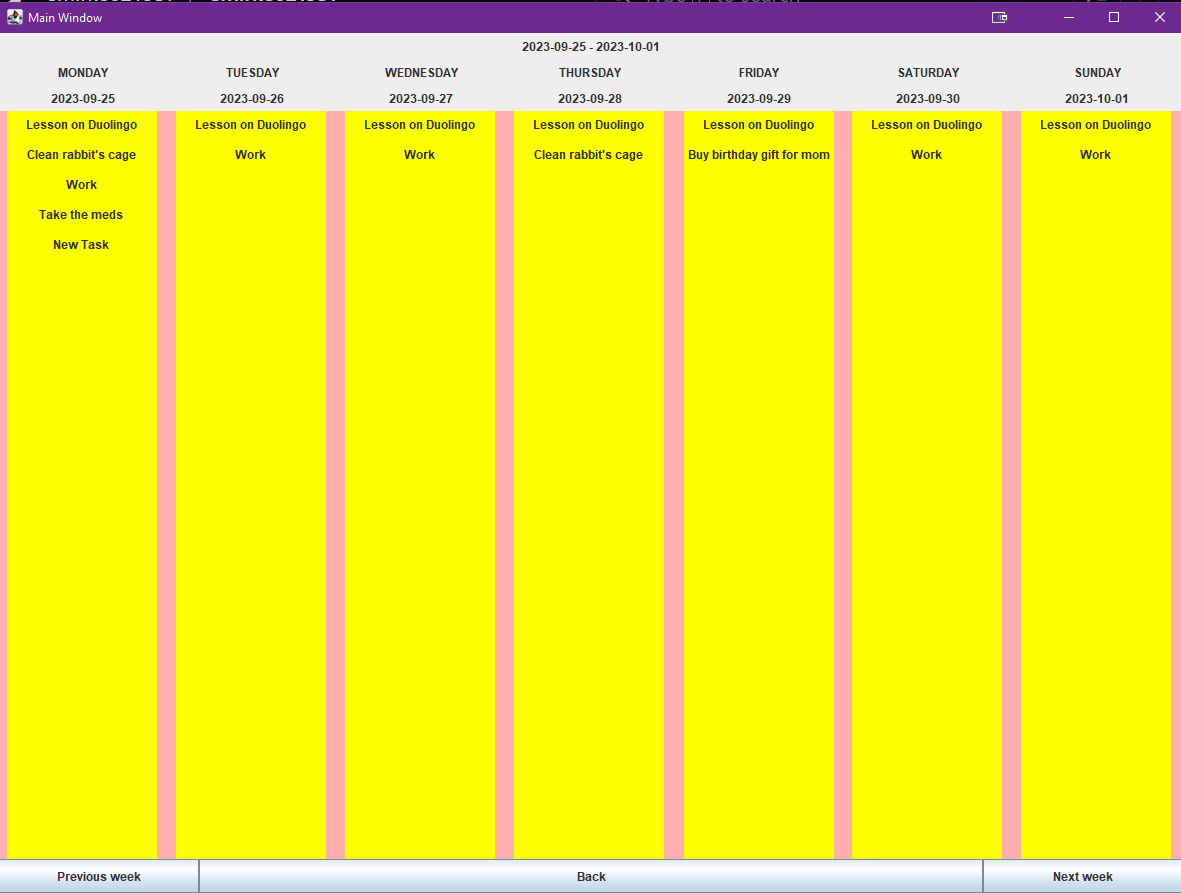 Main Window
2023-09-25 - 2023-10-01
MONDAY TUESDAY WEDNESDAY THURSDAY FRIDAY SATURDAY SUNDAY
2023-09-25 2023-09-26 2023-09-27 2023-09-28 2023-09-29 2023-09-30 2023-10-01
Lesson on Duolingo Lesson on Duolingo Lesson on Duolingo Lesson on Duolingo Lesson on Duolingo Lesson on Duolingo Lesson on Duolingo
Clean rabbit's cage Work Work Clean rabbit's cage Buy birthday gift for mom Work Work
Work
Take the meds
New Task
Previous week Back Next week